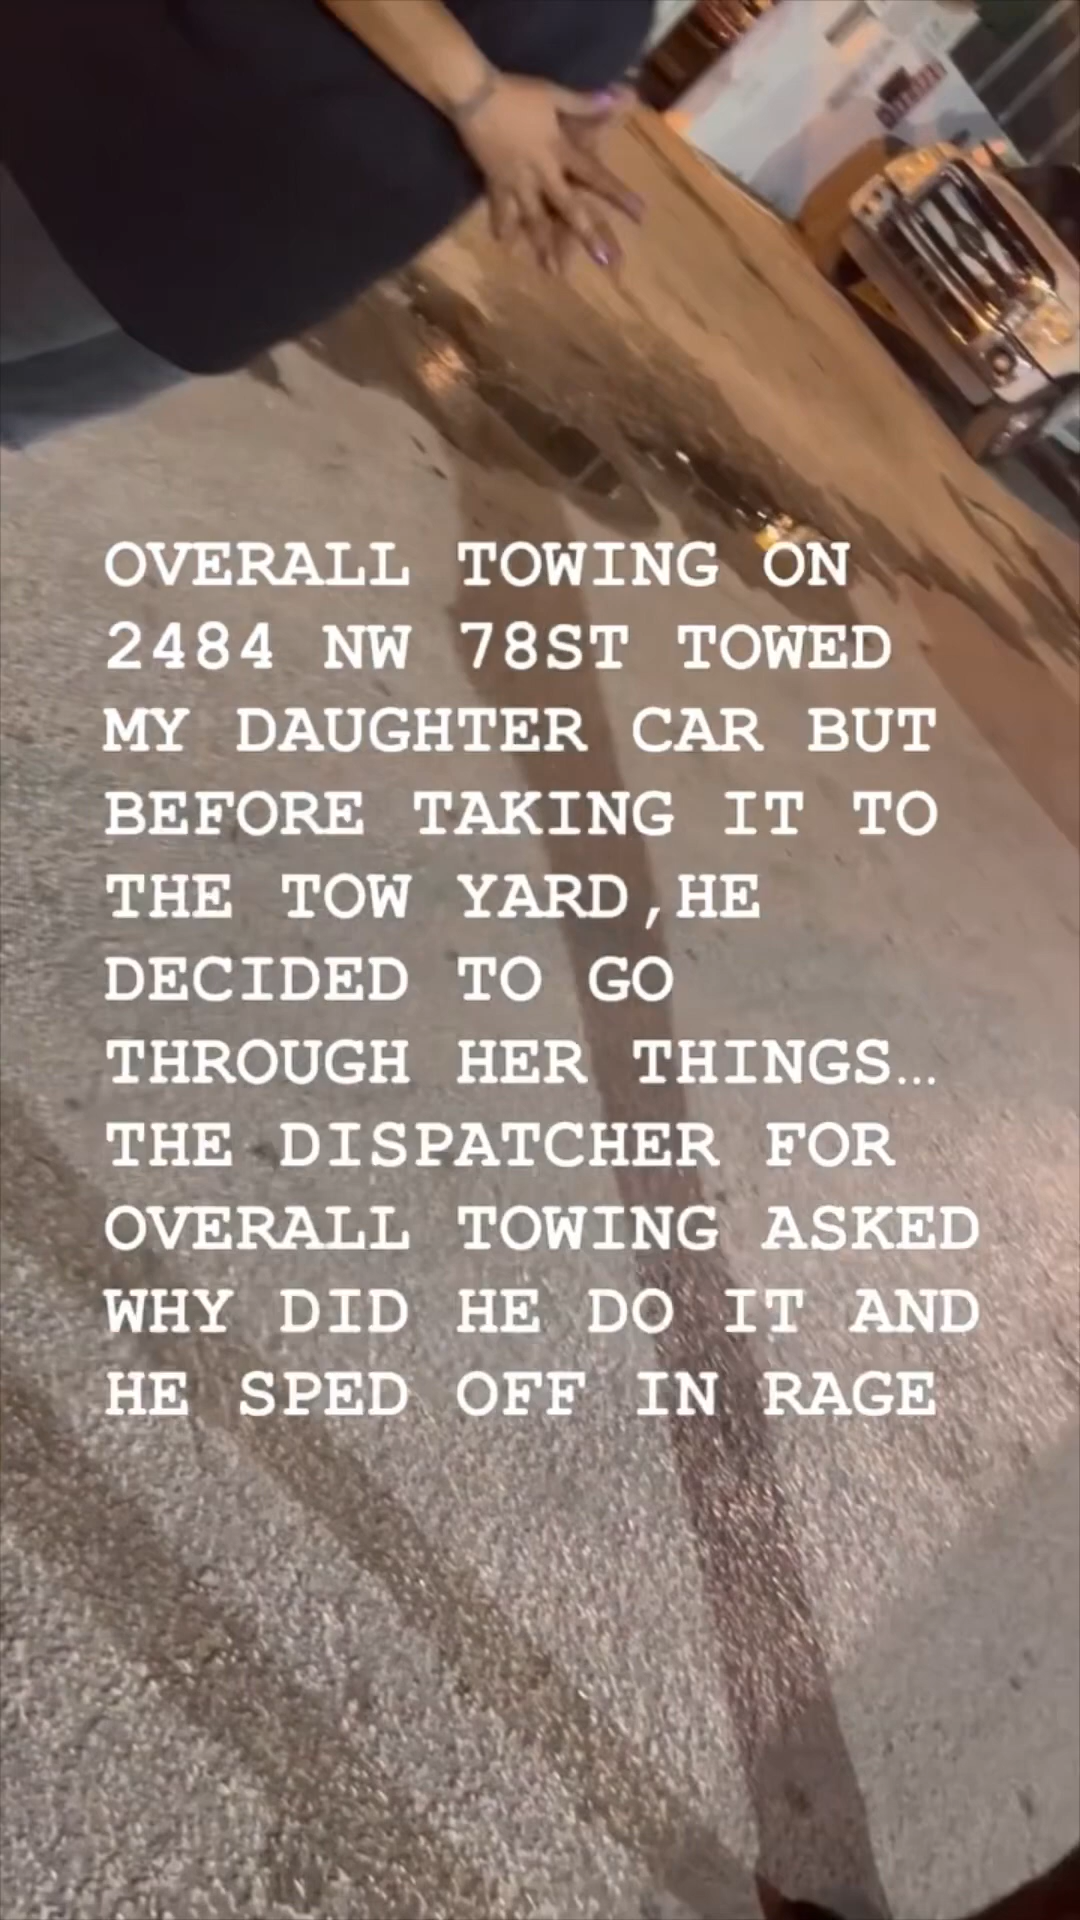 OVERALL TOWING ON
2484 NW 78ST TOWED
MY DAUGHTER CAR BUT
BEFORE TAKING IT TO
THE TOW YARD,HE
DECIDED TO GO
THROUGH HER THINGS…
THE DISPATCHER FOR
OVERALL TOWING ASKED
WHY DID HE DO IT AND
HE SPED OFF IN RAGE